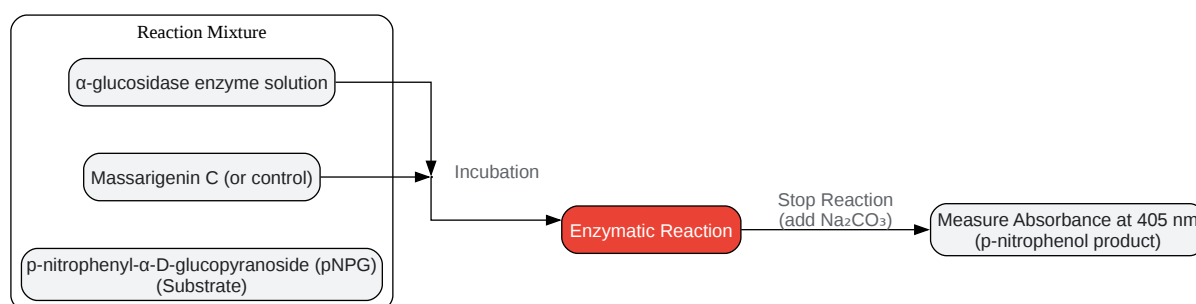 Reaction Mixture
α-glucosidase enzyme solution
Massarigenin C (or control)
p-nitrophenyl-α-D-glucopyranoside (pNPG)
(Substrate)
Incubation
Enzymatic Reaction
Stop Reaction
(add Na₂CO₃)
Measure Absorbance at 405 nm
(p-nitrophenol product)